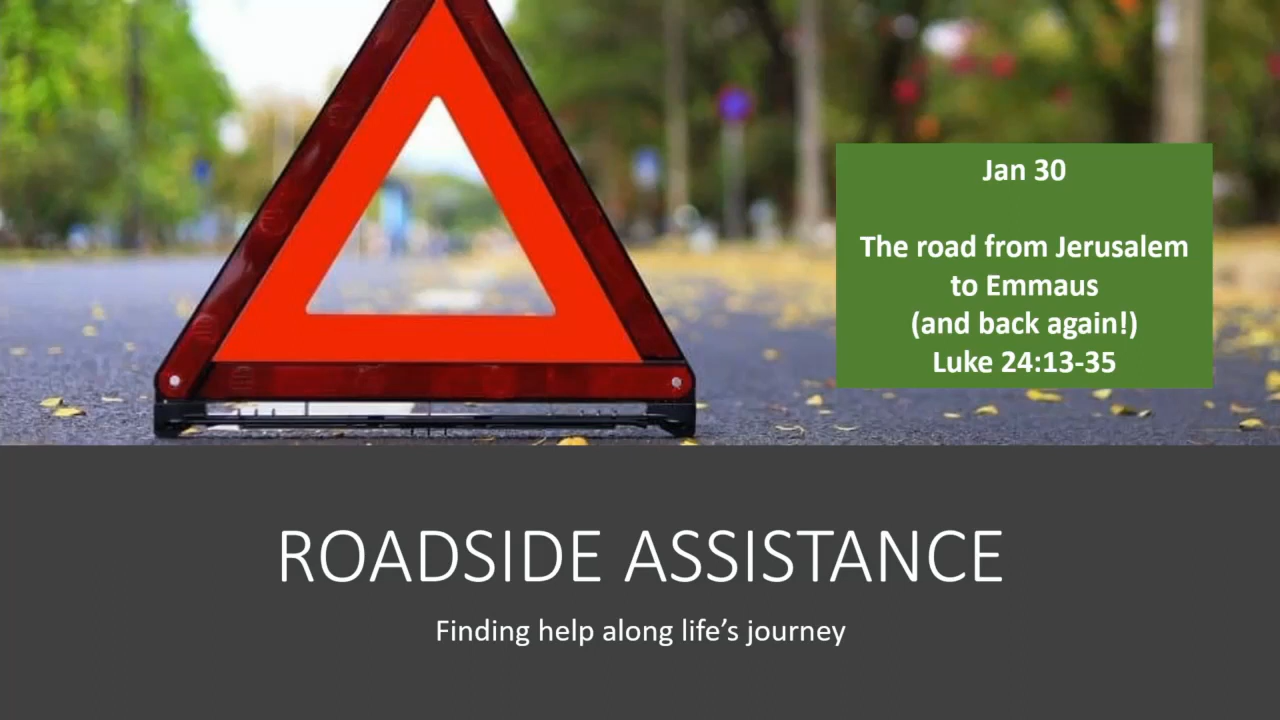 Jan 30
The road from Jerusalem
to Emmaus
(and back again!)
Luke 24:13-35
ROADSIDE ASSISTANCE
Finding help along life’s journey